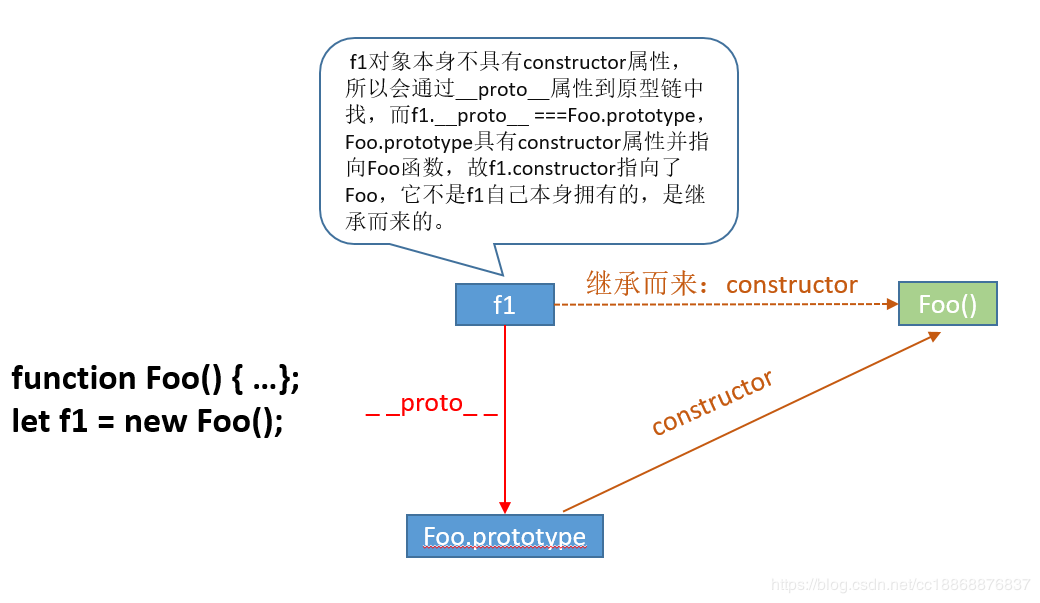 f1对象本身不具有constructor属性，
所以会通过__proto__属性到原型链中
找，而f1.__proto__ ===Foo.prototype，
Foo.prototype具有constructor属性并指
向Foo函数，故f1.constructor指向了
Foo，它不是f1自己本身拥有的，是继
承而来的。
继承而来：constructor
f1
Foo()
function Foo() { ...};
let f1 = new Foo();
_ __proto_ _
constructor
Foo.prototype
https://blog.csdn.net/cc18868876837